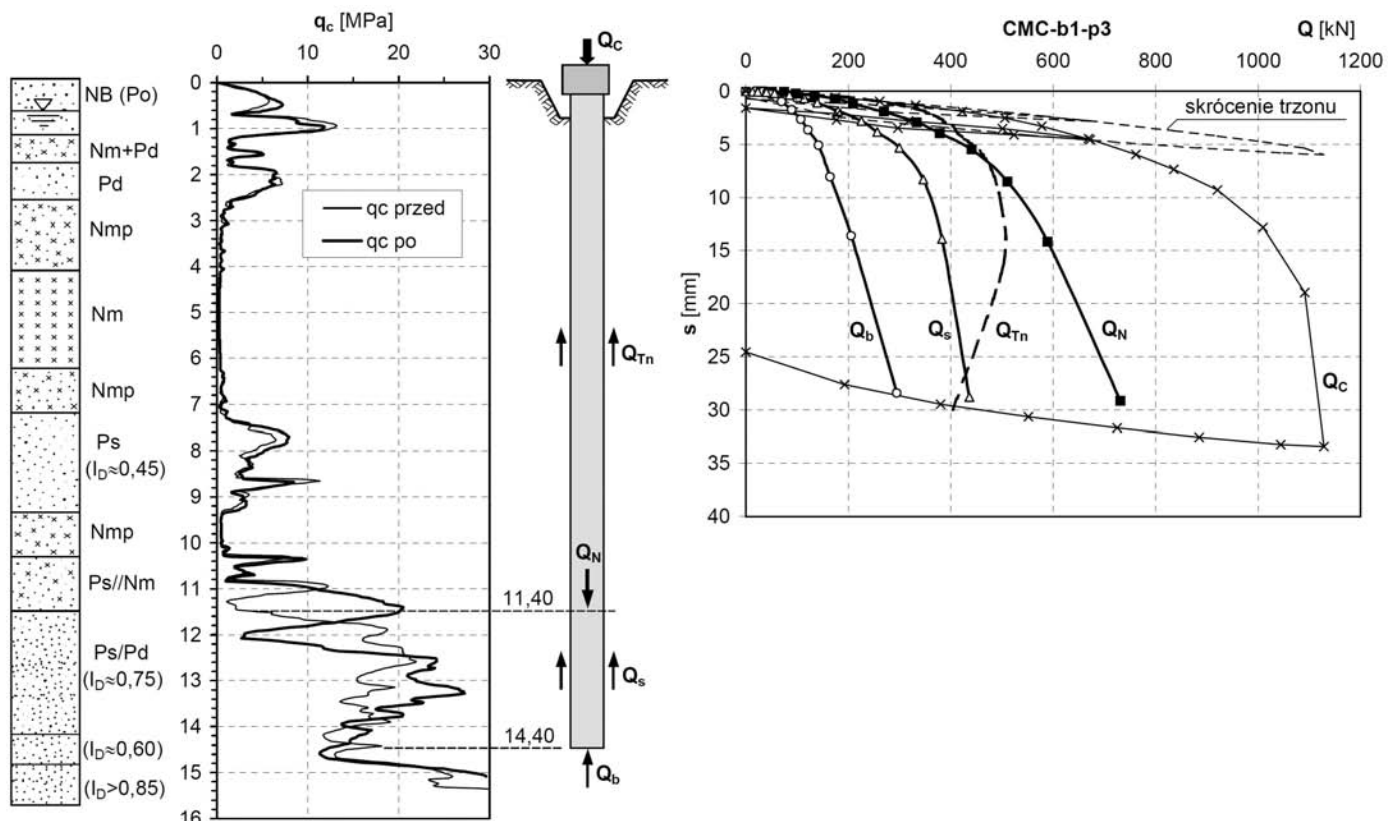 q_c [MPa]
0 10 20 30
0
1
2
3
4
5
6
7
8
9
10
11
12
13
14
15
16
NB (Po)
Nm+Pd
Pd
Nmp
Nm
Nmp
Ps
(I_D≈0,45)
Nmp
Ps//Nm
Ps/Pd
(I_D≈0,75)
(I_D≈0,60)
(I_D>0,85)
qc przed
qc po
11,40
14,40
Q_C
Q_Tn
Q_N
Q_s
Q_b
CMC-b1-p3 Q [kN]
0 200 400 600 800 1000 1200
s [mm]
0
5
10
15
20
25
30
35
40
skrócenie trzonu
Q_b Q_s Q_Tn Q_N Q_C